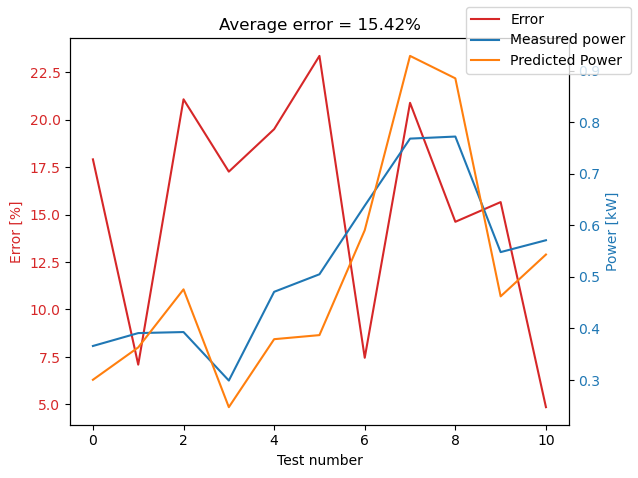 Average error = 15.42%
Error
Measured power
Predicted Power
Error [%]
22.5
20.0
17.5
15.0
12.5
10.0
7.5
5.0
0.9
0.8
0.7
0.6
0.5
0.4
0.3
Power [kW]
0 2 4 6 8 10
Test number